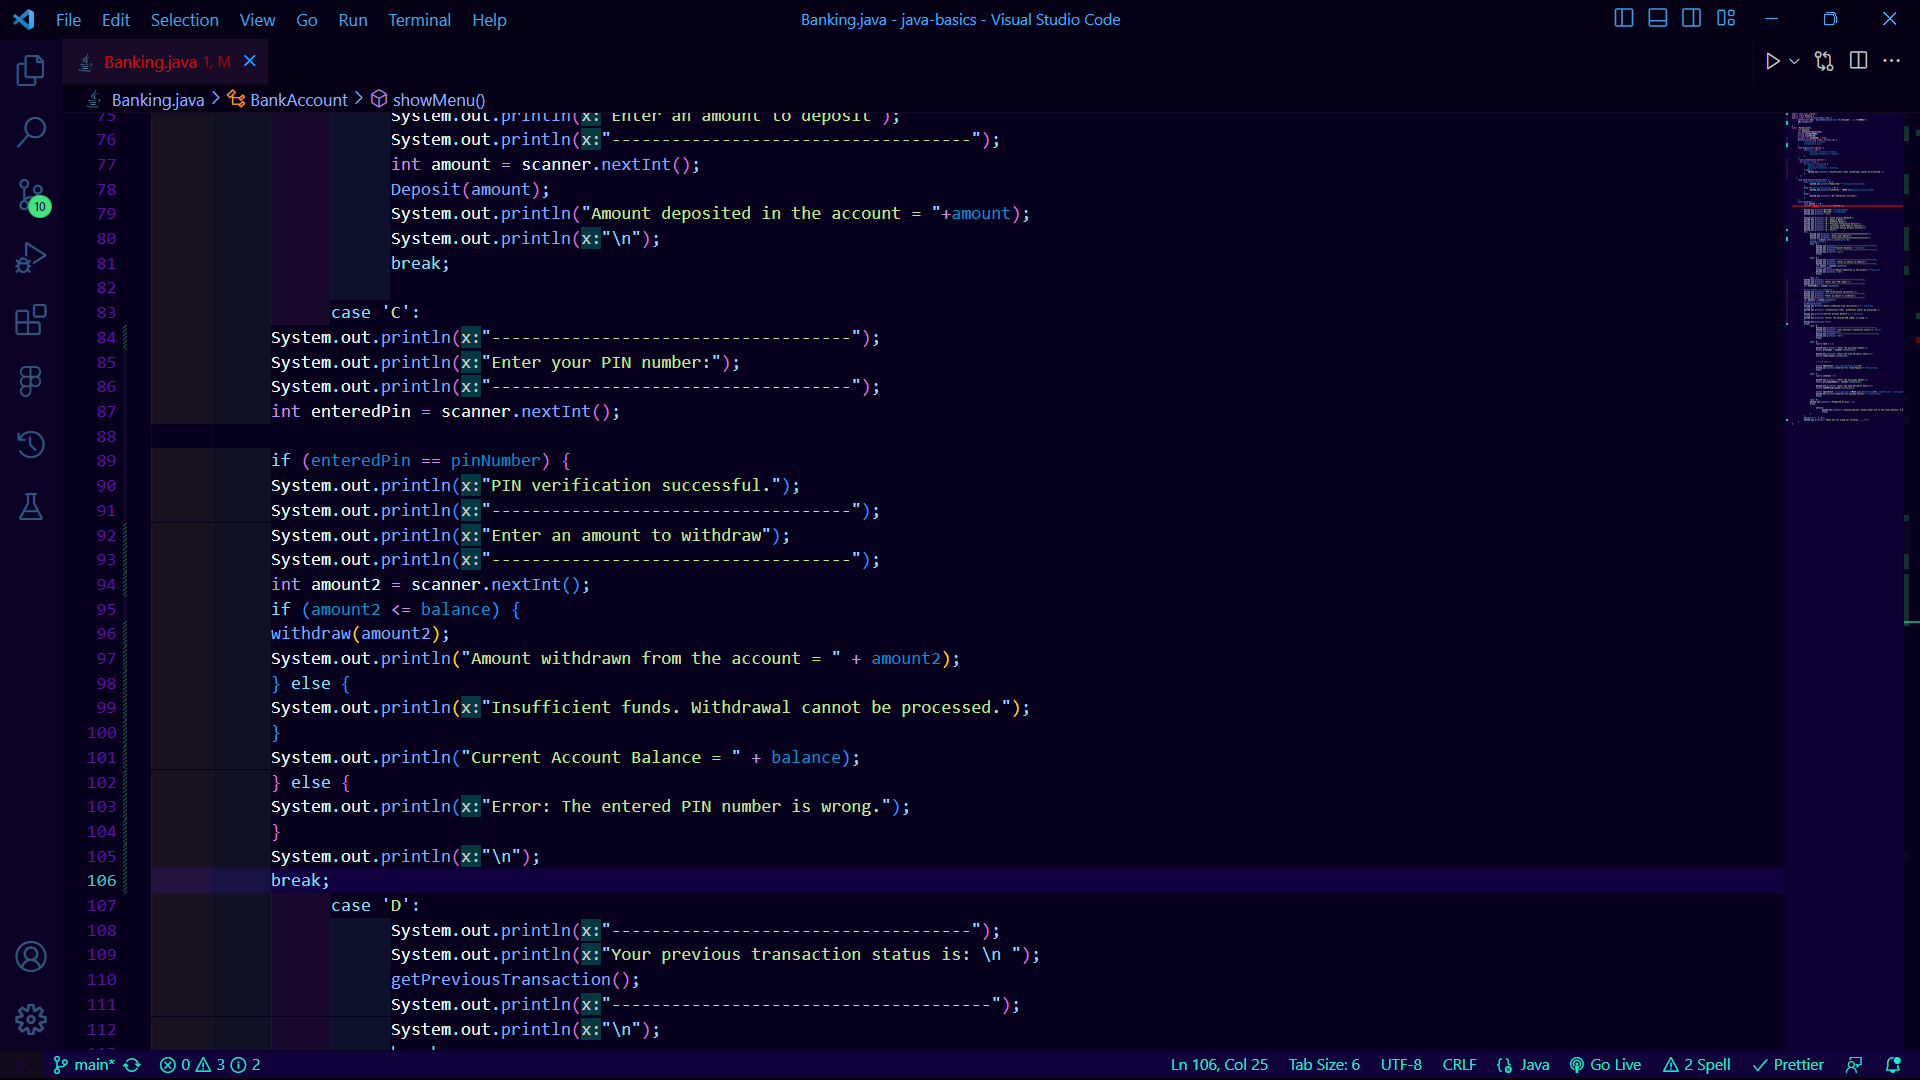 File Edit Selection View Go Run Terminal Help
Banking.java - java-basics - Visual Studio Code
Banking.java 1, M
Banking.java > BankAccount > showMenu()
75 System.out.println(x:"Enter an amount to deposit");
76 System.out.println(x:"------------------------------------");
77 int amount = scanner.nextInt();
78 Deposit(amount);
79 System.out.println("Amount deposited in the account = "+amount);
80 System.out.println(x:"\n");
81 break;
82
83 case 'C':
84 System.out.println(x:"------------------------------------");
85 System.out.println(x:"Enter your PIN number:");
86 System.out.println(x:"------------------------------------");
87 int enteredPin = scanner.nextInt();
88
89 if (enteredPin == pinNumber) {
90 System.out.println(x:"PIN verification successful.");
91 System.out.println(x:"------------------------------------");
92 System.out.println(x:"Enter an amount to withdraw");
93 System.out.println(x:"------------------------------------");
94 int amount2 = scanner.nextInt();
95 if (amount2 <= balance) {
96 withdraw(amount2);
97 System.out.println("Amount withdrawn from the account = " + amount2);
98 } else {
99 System.out.println(x:"Insufficient funds. Withdrawal cannot be processed.");
100 }
101 System.out.println("Current Account Balance = " + balance);
102 } else {
103 System.out.println(x:"Error: The entered PIN number is wrong.");
104 }
105 System.out.println(x:"\n");
106 break;
107 case 'D':
108 System.out.println(x:"------------------------------------");
109 System.out.println(x:"Your previous transaction status is: \n ");
110 getPreviousTransaction();
111 System.out.println(x:"--------------------------------------");
112 System.out.println(x:"\n");
10
main* 0 3 2
Ln 106, Col 25 Tab Size: 6 UTF-8 CRLF {} Java Go Live 2 Spell Prettier